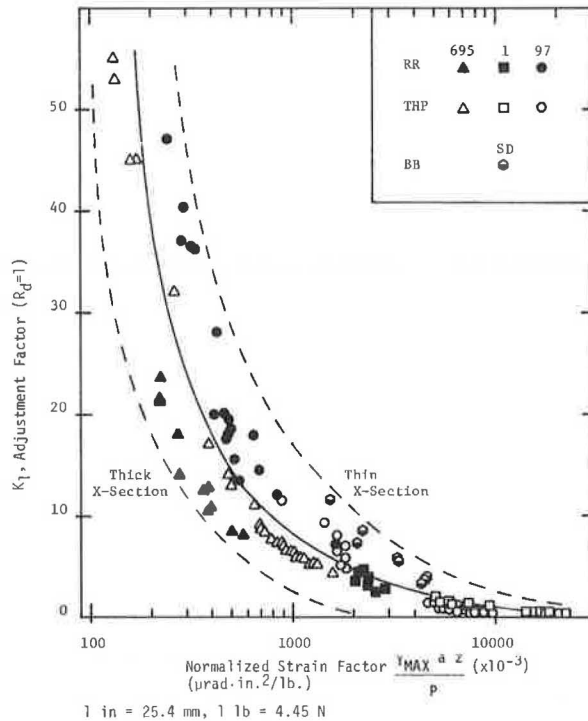 695 1 97
RR
THP
SD
BB
50
40
30
20
10
0
K1, Adjustment Factor (Rd=1)
Thick
X-Section
Thin
X-Section
100 1000 10000
Normalized Strain Factor γMAX a z / P (x10-3)
(μrad.in.2/lb.)
1 in = 25.4 mm, 1 lb = 4.45 N